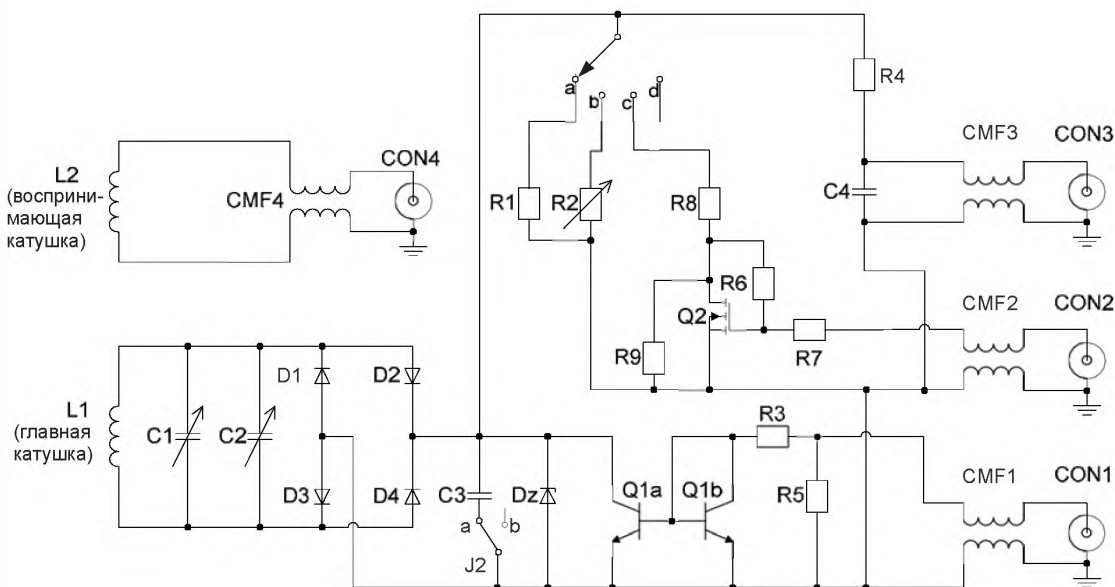 a
b
c
d
R4
CMF3
CON3
CON4
L2
(восприни-
мающая
катушка)
CMF4
R1
R2
R8
C4
R6
Q2
R7
R9
CMF2
CON2
D1
D2
L1
(главная
катушка)
C1
C2
D3
D4
C3
a
b
J2
Dz
Q1a
Q1b
R3
R5
CMF1
CON1